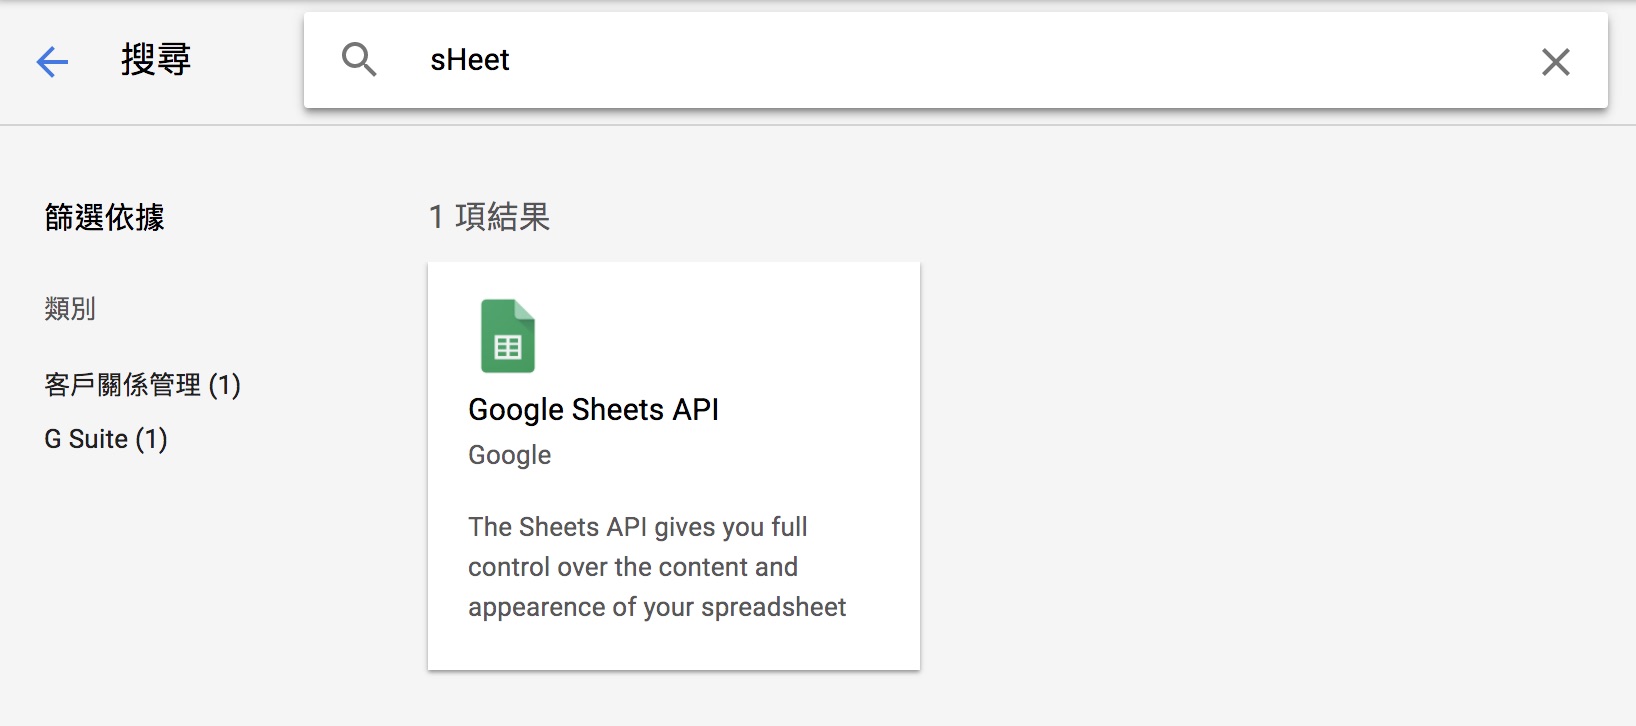 搜尋
sHeet
篩選依據
類別
客戶關係管理 (1)
G Suite (1)
1 項結果
Google Sheets API
Google
The Sheets API gives you full
control over the content and
appearence of your spreadsheet